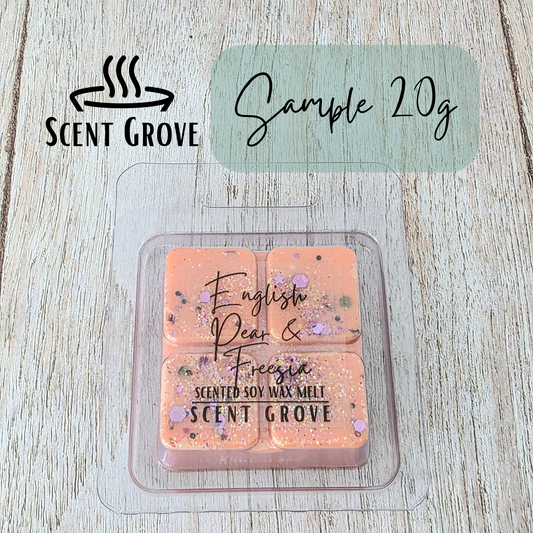 SCENT GROVE
Sample 20g
English
Pear &
Freesia
SCENTED SOY WAX MELT
SCENT GROVE